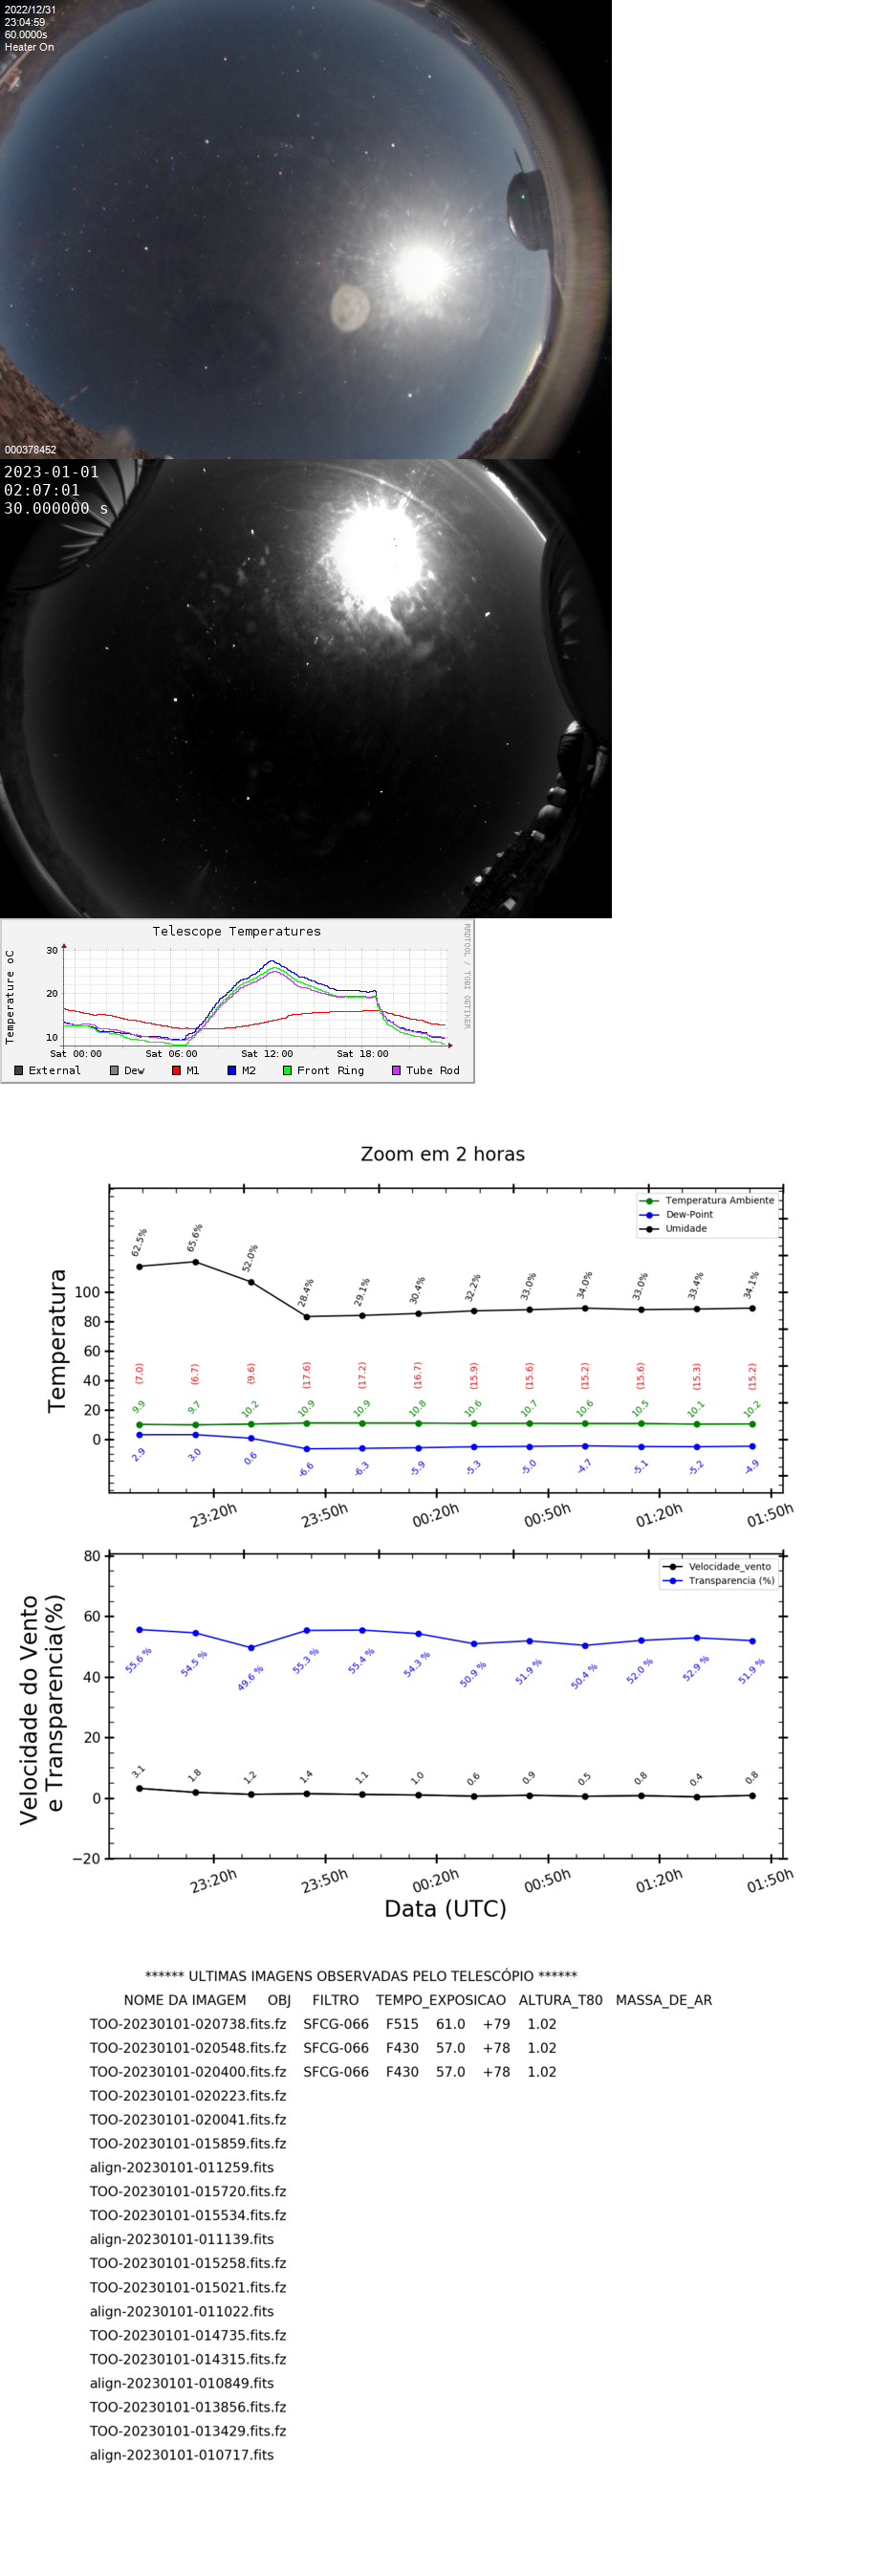 2022/12/31
23:04:59
60.0000s
Heater On
000378452
2023-01-01
02:07:01
30.000000 s
Telescope Temperatures
RRDTOOL / TOBI OETIKER
Temperature oC
30
20
10
Sat 00:00 Sat 06:00 Sat 12:00 Sat 18:00
External Dew M1 M2 Front Ring Tube Rod
Zoom em 2 horas
Temperatura Ambiente
Dew-Point
Umidade
Temperatura
100
80
60
40
20
0
62.5% 65.6% 52.0% 28.4% 29.1% 30.4% 32.2% 33.0% 34.0% 33.0% 33.4% 34.1%
(7.0) (6.7) (9.6) (17.6) (17.2) (16.7) (15.9) (15.6) (15.2) (15.6) (15.3) (15.2)
9.9 9.7 10.2 10.9 10.9 10.8 10.6 10.7 10.6 10.5 10.1 10.2
2.9 3.0 0.6 -6.6 -6.3 -5.9 -5.3 -5.0 -4.7 -5.1 -5.2 -4.9
23:20h 23:50h 00:20h 00:50h 01:20h 01:50h
Velocidade_vento
Transparencia (%)
Velocidade do Vento
e Transparencia(%)
80
60
40
20
0
−20
55.6 % 54.5 % 49.6 % 55.3 % 55.4 % 54.3 % 50.9 % 51.9 % 50.4 % 52.0 % 52.9 % 51.9 %
3.1 1.8 1.2 1.4 1.1 1.0 0.6 0.9 0.5 0.8 0.4 0.8
23:20h 23:50h 00:20h 00:50h 01:20h 01:50h
Data (UTC)
****** ULTIMAS IMAGENS OBSERVADAS PELO TELESCÓPIO ******
NOME DA IMAGEM OBJ FILTRO TEMPO_EXPOSICAO ALTURA_T80 MASSA_DE_AR
TOO-20230101-020738.fits.fz SFCG-066 F515 61.0 +79 1.02
TOO-20230101-020548.fits.fz SFCG-066 F430 57.0 +78 1.02
TOO-20230101-020400.fits.fz SFCG-066 F430 57.0 +78 1.02
TOO-20230101-020223.fits.fz
TOO-20230101-020041.fits.fz
TOO-20230101-015859.fits.fz
align-20230101-011259.fits
TOO-20230101-015720.fits.fz
TOO-20230101-015534.fits.fz
align-20230101-011139.fits
TOO-20230101-015258.fits.fz
TOO-20230101-015021.fits.fz
align-20230101-011022.fits
TOO-20230101-014735.fits.fz
TOO-20230101-014315.fits.fz
align-20230101-010849.fits
TOO-20230101-013856.fits.fz
TOO-20230101-013429.fits.fz
align-20230101-010717.fits